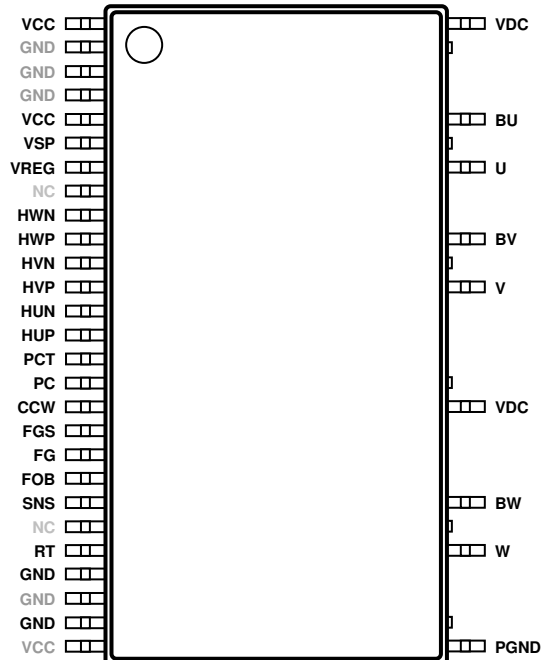 VCC
GND
GND
GND
VCC
VSP
VREG
NC
HWN
HWP
HVN
HVP
HUN
HUP
PCT
PC
CCW
FGS
FG
FOB
SNS
NC
RT
GND
GND
GND
VCC
VDC
BU
U
BV
V
VDC
BW
W
PGND